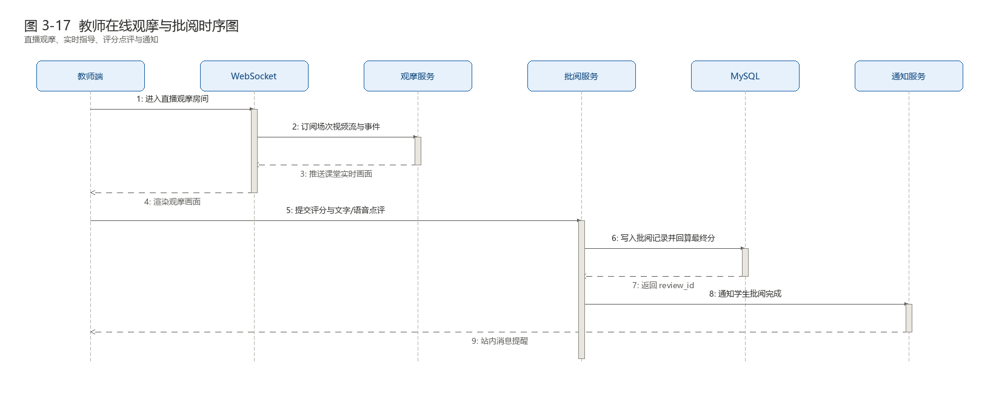 图 3-17 教师在线观摩与批阅时序图
直播观摩、实时指导、评分点评与通知
教师端
WebSocket
观摩服务
批阅服务
MySQL
通知服务
1: 进入直播观摩房间
2: 订阅场次视频流与事件
3: 推送课堂实时画面
4: 渲染观摩画面
5: 提交评分与文字/语音点评
6: 写入批阅记录并回算最终分
7: 返回 review_id
8: 通知学生批阅完成
9: 站内消息提醒